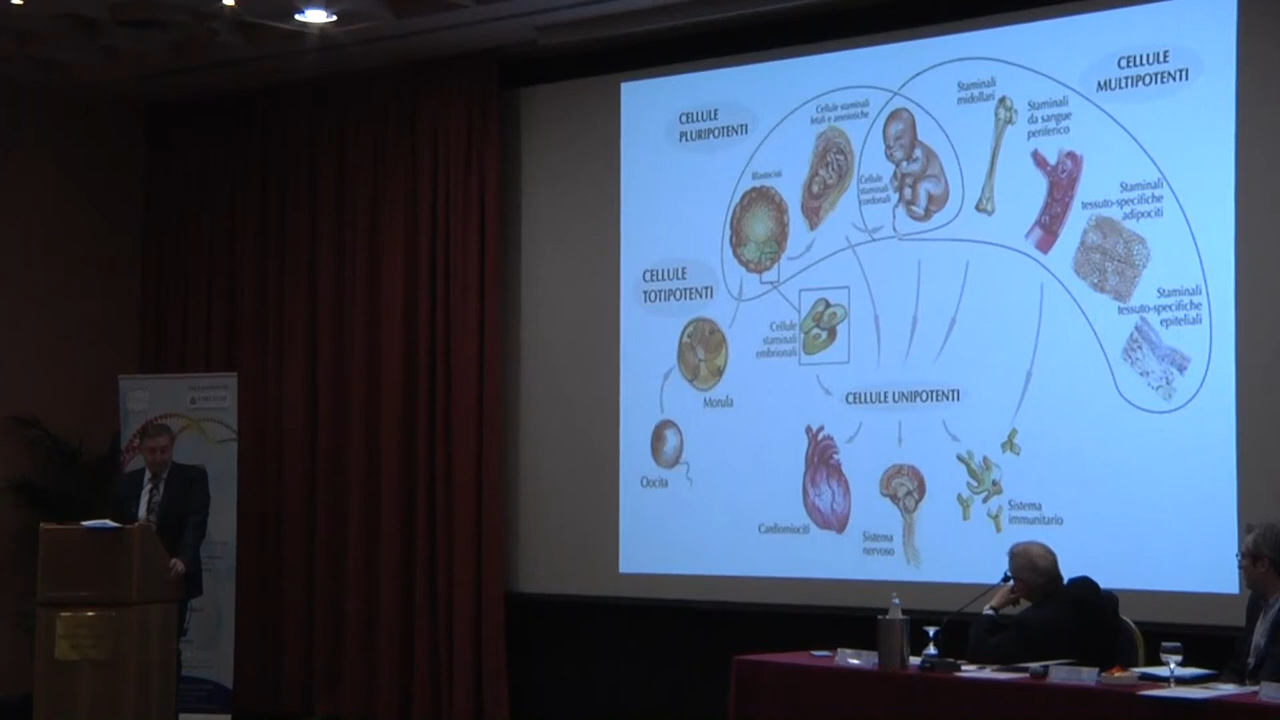 CELLULE
MULTIPOTENTI
CELLULE
PLURIPOTENTI
Cellule staminali
fetali e amniotiche
Staminali
midollari
Staminali
da sangue
periferico
Blastocisti
Cellule
staminali
cordonali
Staminali
tessuto-specifiche
adipociti
CELLULE
TOTIPOTENTI
Staminali
tessuto-specifiche
epiteliali
Cellule
staminali
embrionali
Morula
CELLULE UNIPOTENTI
Oocita
Cardiomiociti
Sistema
nervoso
Sistema
immunitario